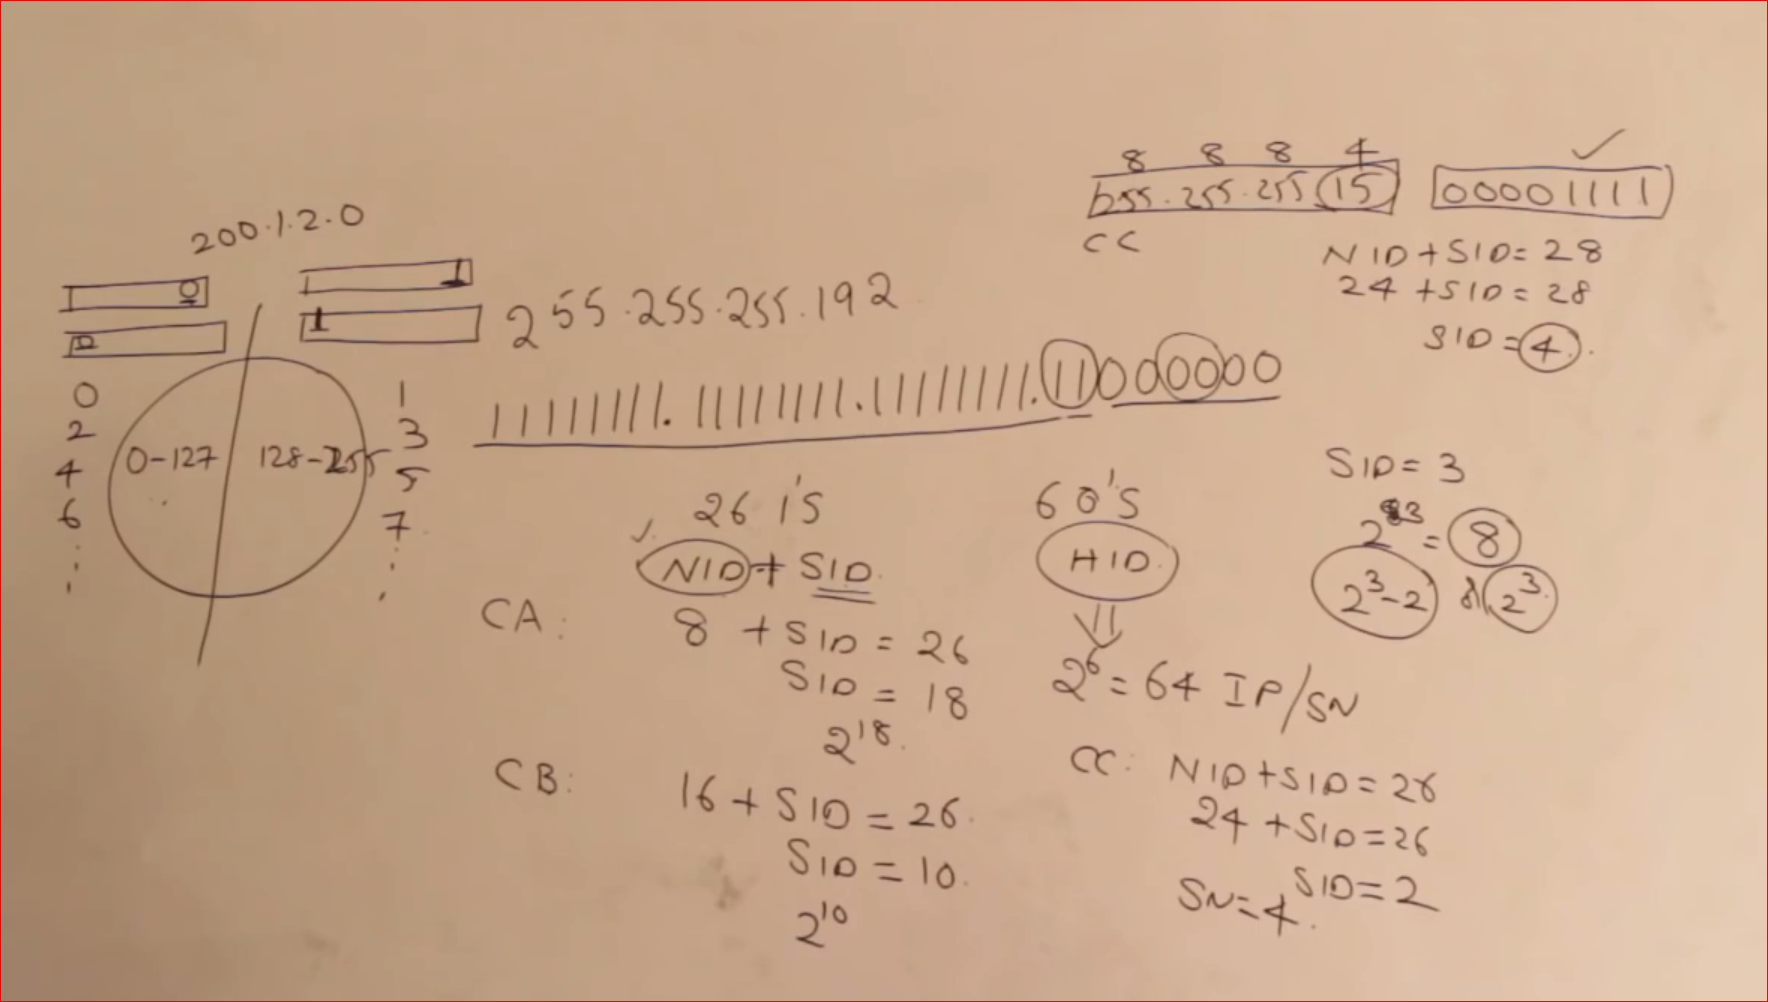 200.1.2.0
0
1
0
1
0
2
4
6
0-127
128-255
1
3
5
7
255.255.255.192
11111111.11111111.11111111.11000000
26 1'S
60'S
NID+SID
HID
CA:
8 + SID = 26
SID = 18
2^18.
2^6 = 64 IP/SN
CB:
16 + SID = 26.
SID = 10.
2^10
CC: NID+SID=26
24 +SID=26
SID=2
SN=4.
8 8 8 4
255.255.255 15
00001111
CC
NID+SID=28
24 +SID=28
SID=4.
SID=3
2^3 = 8
2^3-2
2^3.